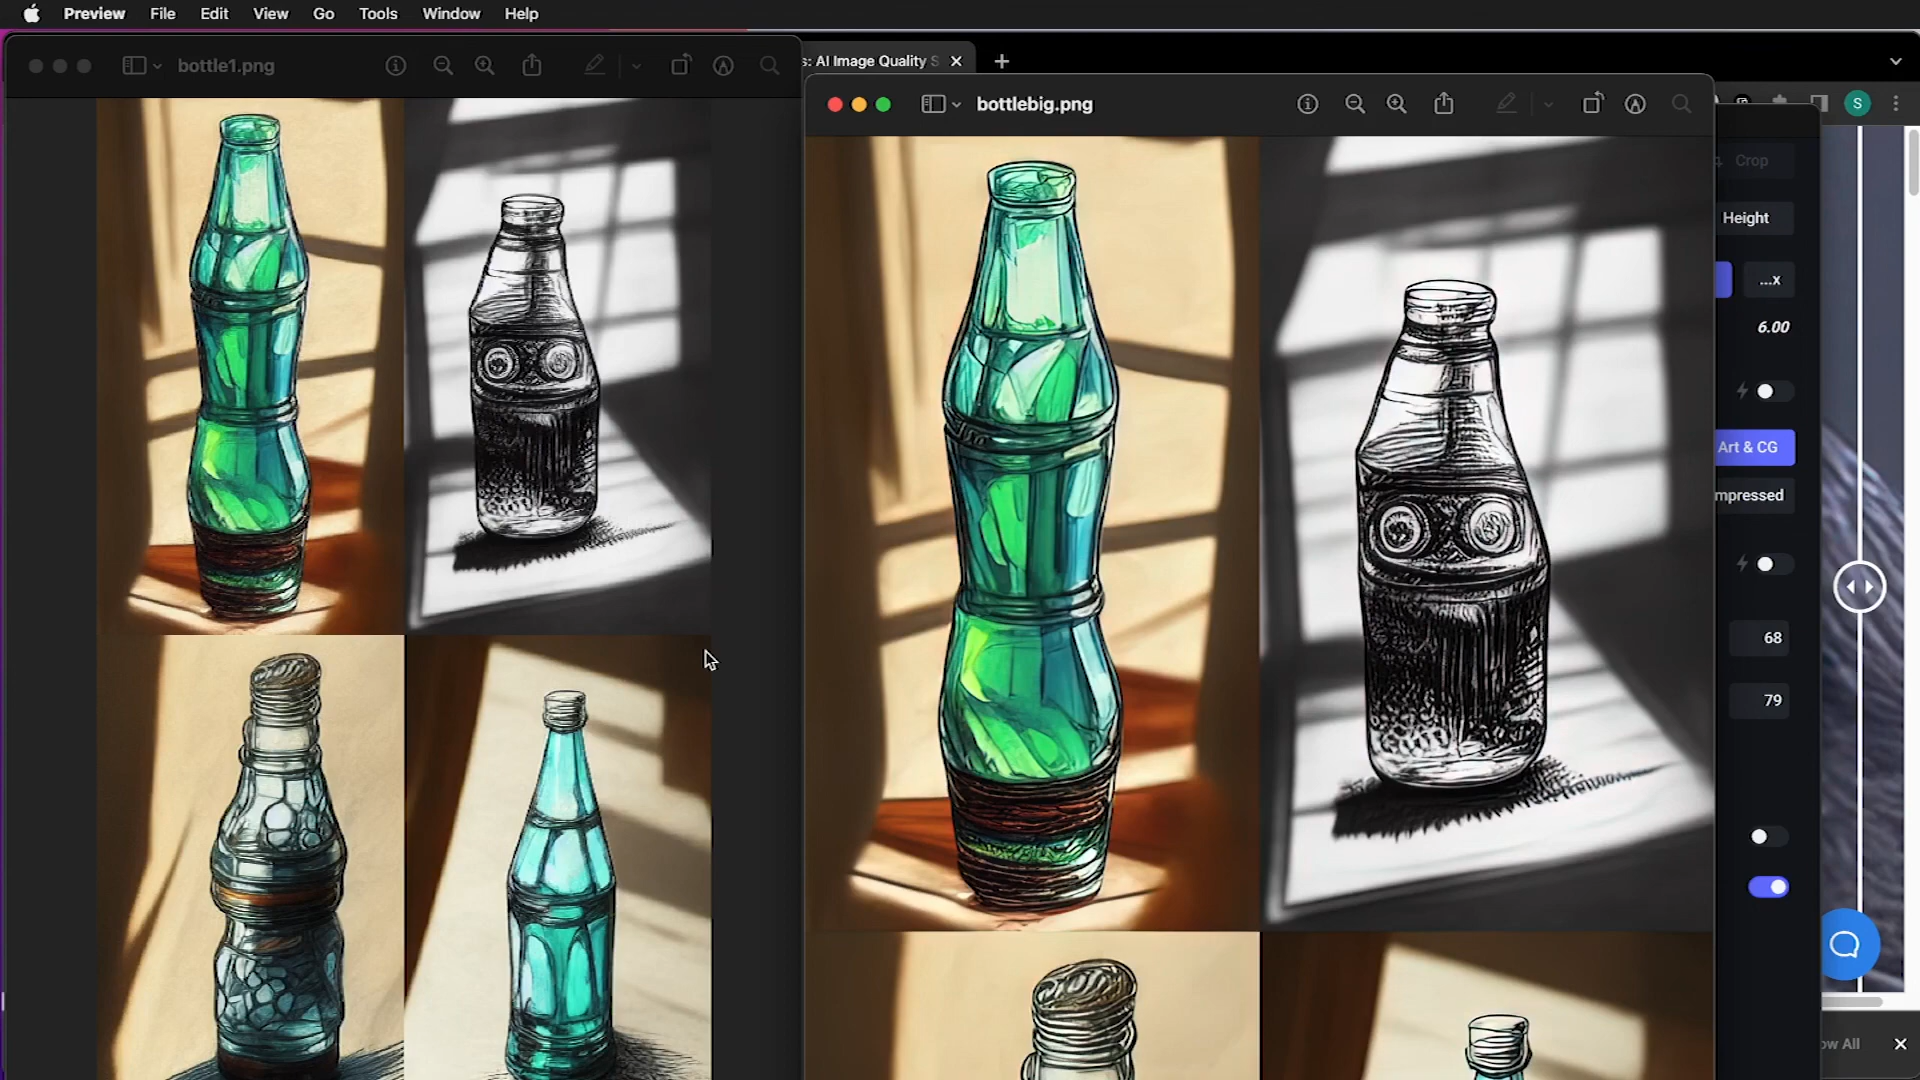 Preview File Edit View Go Tools Window Help
bottle1.png
s: AI Image Quality S
bottlebig.png
S
Crop
Height
...x
6.00
Art & CG
mpressed
68
79
ow All